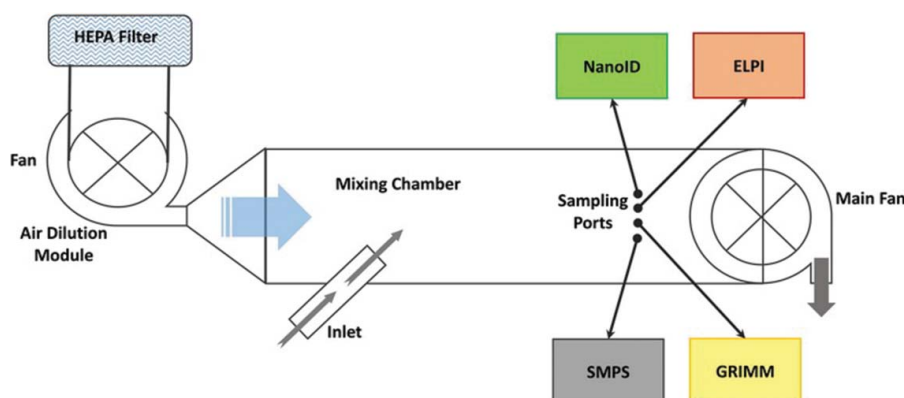 HEPA Filter
NanoID
ELPI
Fan
Mixing Chamber
Sampling
Ports
Main Fan
Air Dilution
Module
Inlet
SMPS
GRIMM